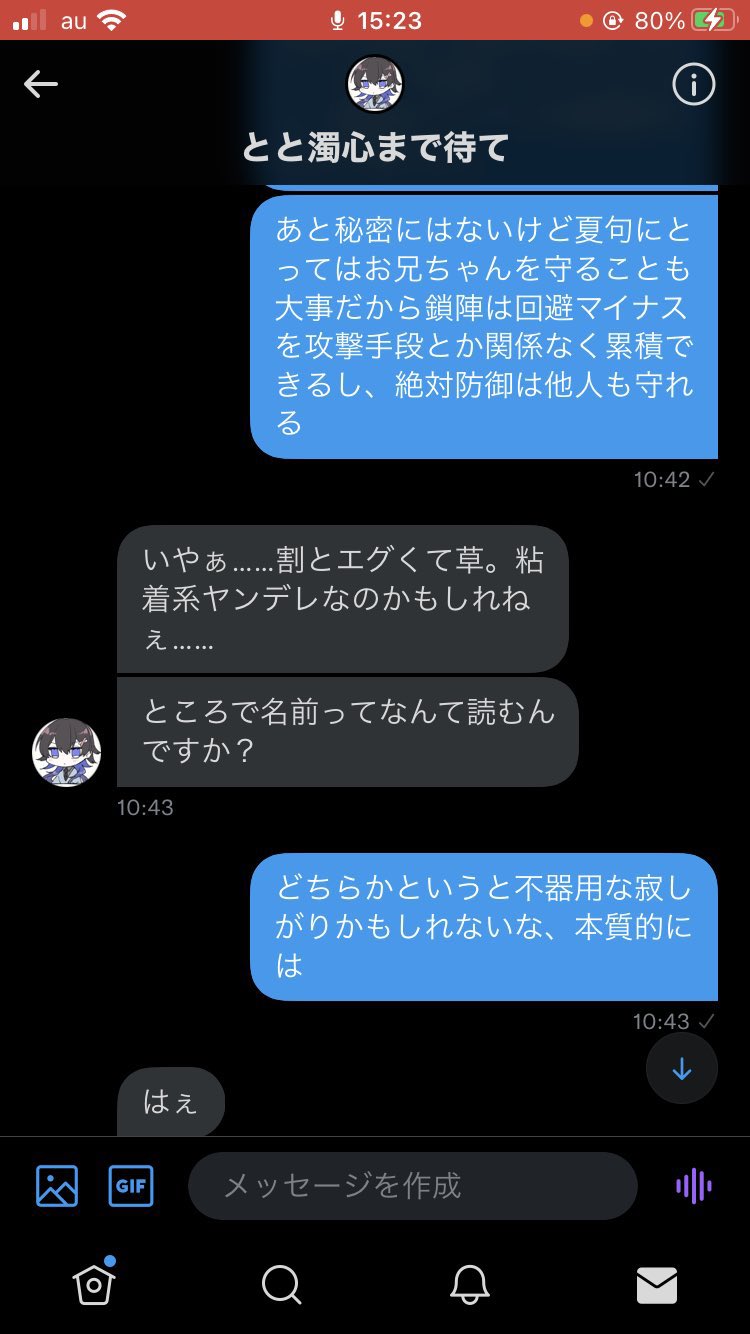 au 15:23 80%
とと濁心まで待て
あと秘密にはないけど夏句にと
ってはお兄ちゃんを守ることも
大事だから鎖陣は回避マイナス
を攻撃手段とか関係なく累積で
きるし、絶対防御は他人も守れ
る
10:42
いやぁ……割とエグくて草。粘
着系ヤンデレなのかもしれね
ぇ……
ところで名前ってなんて読むん
ですか？
10:43
どちらかというと不器用な寂し
がりかもしれないな、本質的に
は
10:43
はぇ
GIF メッセージを作成